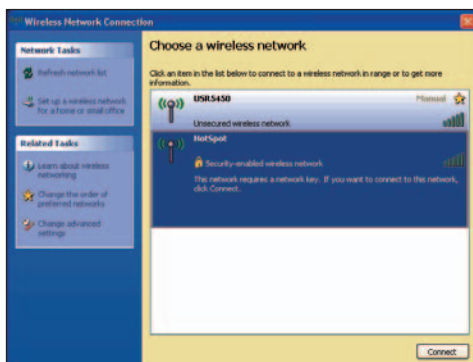 Wireless Network Connection
Network Tasks
Refresh network list
Set up a wireless network
for a home or small office
Related Tasks
Learn about wireless
networking
Change the order of
preferred networks
Change advanced
settings
Choose a wireless network
Click an item in the list below to connect to a wireless network in range or to get more
information.
USR5450
Manual
Unsecured wireless network
HotSpot
Security-enabled wireless network
This network requires a network key. If you want to connect to this network,
click Connect.
Connect